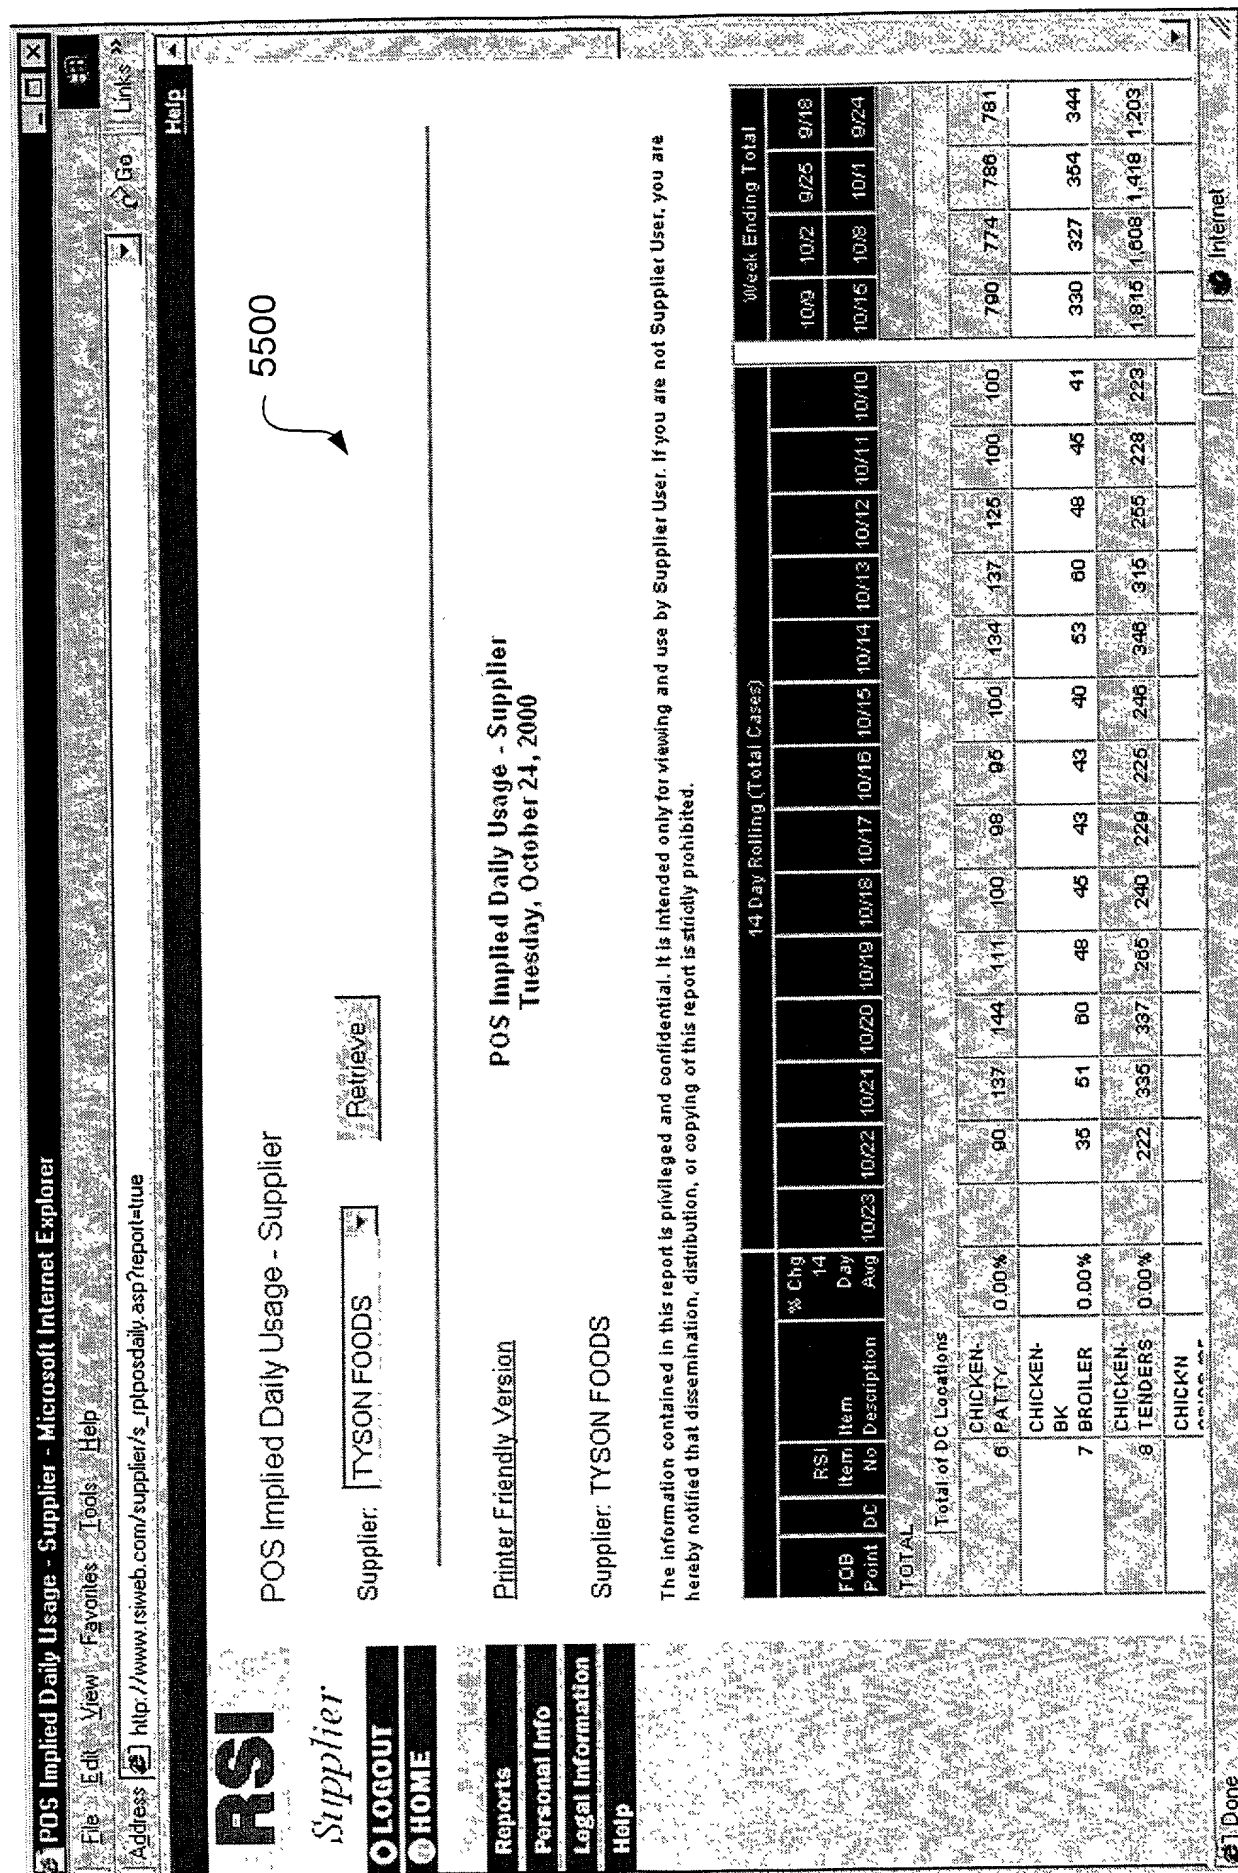 POS Implied Daily Usage - Supplier - Microsoft Internet Explorer
File Edit View Favorites Tools Help
Address http://www.rsiweb.com/supplier/s_rptposdaily.asp?report=true Go Links »
Help
RSI
Supplier
LOGOUT
HOME
Reports
Personal Info
Legal Information
Help
POS Implied Daily Usage - Supplier
5500
Supplier: TYSON FOODS Retrieve
Printer Friendly Version
POS Implied Daily Usage - Supplier
Tuesday, October 24, 2000
Supplier: TYSON FOODS
The information contained in this report is privileged and confidential. It is intended only for viewing and use by Supplier User. If you are not Supplier User, you are
hereby notified that dissemination, distribution, or copying of this report is strictly prohibited.
14 Day Rolling (Total Cases) Week Ending Total
% Chg 10/9 10/2 9/25 9/18
RSI 14
FOB Item Item Day
Point DC No Description Avg 10/23 10/22 10/21 10/20 10/19 10/18 10/17 10/16 10/15 10/14 10/13 10/12 10/11 10/10 10/15 10/8 10/1 9/24
TOTAL
Total of DC Locations
CHICKEN-
6 PATTY 0.00% 90 137 144 111 100 98 95 100 134 137 125 100 100 790 774 786 781
CHICKEN-
BK
7 BROILER 0.00% 35 51 60 48 45 43 43 40 53 60 48 45 41 330 327 354 344
CHICKEN-
8 TENDERS 0.00% 222 335 337 265 240 229 225 246 346 315 255 228 223 1,815 1,608 1,418 1,203
CHICK'N
Done Internet